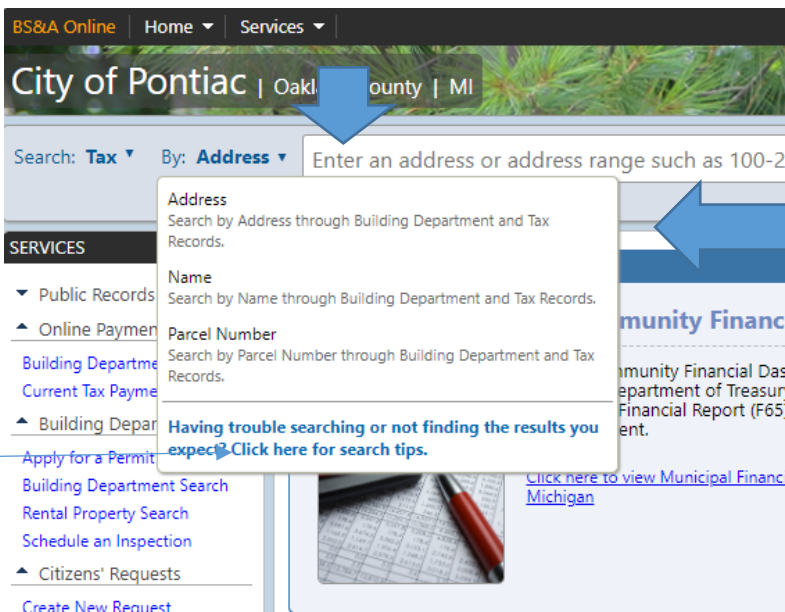 BS&A Online Home Services
City of Pontiac | Oakl ounty | MI
Search: Tax By: Address Enter an address or address range such as 100-2
Address
Search by Address through Building Department and Tax
Records.
Name
Search by Name through Building Department and Tax Records.
Parcel Number
Search by Parcel Number through Building Department and Tax
Records.
Having trouble searching or not finding the results you
expect? Click here for search tips.
SERVICES
Public Records
Online Paymen
Building Departme
Current Tax Payme
Building Depar
Apply for a Permit
Building Department Search
Rental Property Search
Schedule an Inspection
Citizens' Requests
Create New Request
munity Financ
mmunity Financial Das
epartment of Treasury
Financial Report (F65)
ent.
Click here to view Municipal Financi
Michigan